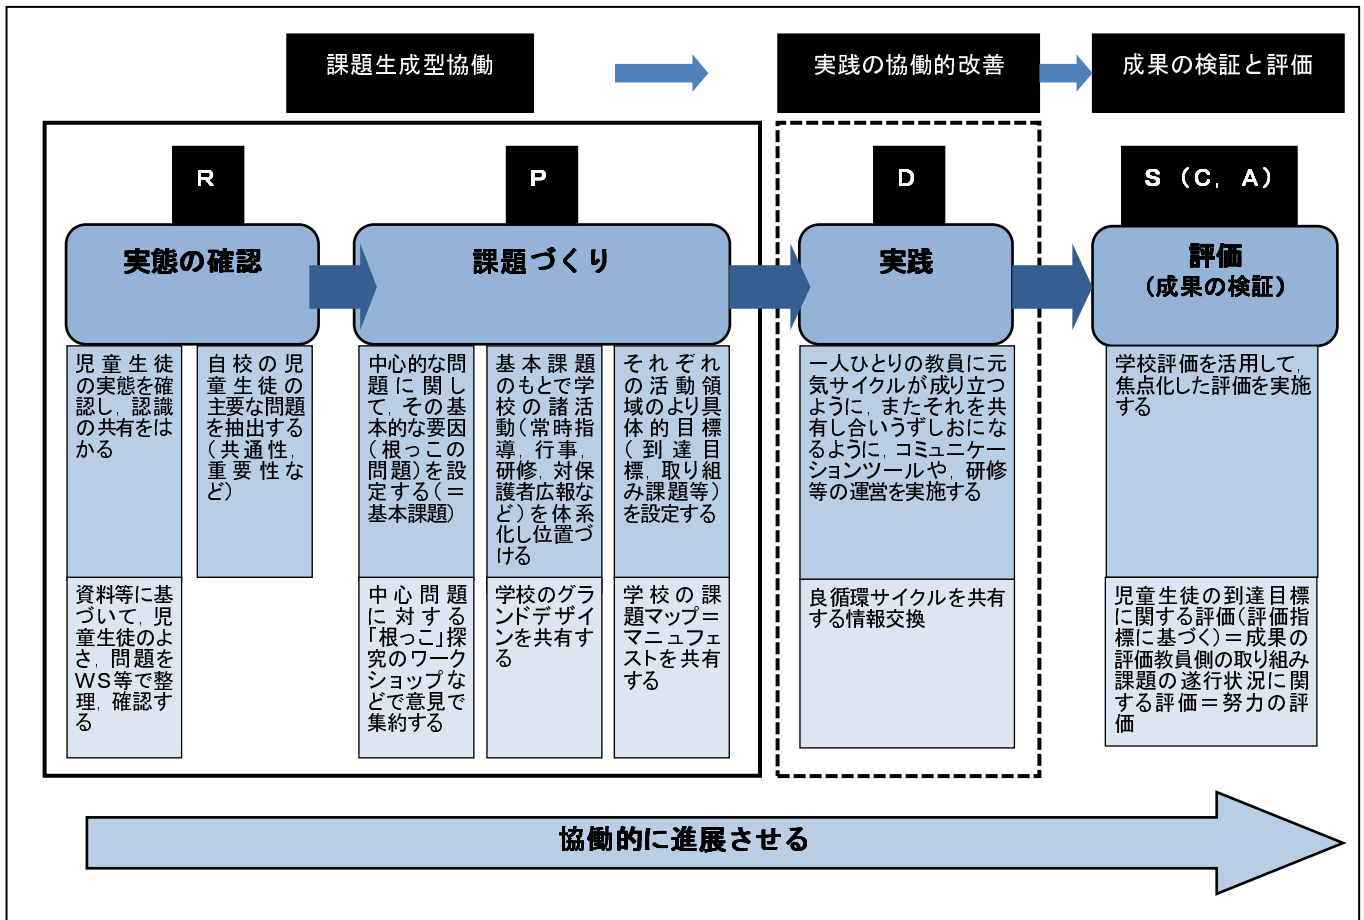 課題生成型協働
実践の協働的改善
成果の検証と評価
R
P
D
S（C，A）
実態の確認
課題づくり
実践
評価
（成果の検証）
児童生徒
の実態を確
認し，認識
の共有をは
かる
自校の児
童生徒の
主要な問題
を抽出する
（共通性，
重要性な
ど）
中心的な問
題に関し
て，その基
本的な要因
（根っこの
問題）を設
定する（＝
基本課題）
基本課題
のもとで学
校の諸活
動（常時指
導，行事，
研修，対保
護者広報な
ど）を体系
化し位置づ
ける
それぞれ
の活動領
域のより具
体的目標
（到達目
標，取り組
み課題等）
を設定する
一人ひとりの教員に元
気サイクルが成り立つ
ように，またそれを共
有し合いうずしおにな
るように，コミュニケー
ションツールや，研修
等の運営を実施する
学校評価を活用して，
焦点化した評価を実施
する
資料等に基
づいて，児
童生徒のよ
さ，問題を
ＷＳ等で整
理，確認す
る
中心問題
に対する
「根っこ」探
究のワーク
ショップな
どで意見で
集約する
学校のグラ
ンドデザイ
ンを共有す
る
学校の課
題マップ＝
マニュフェ
ストを共有
する
良循環サイクルを共有
する情報交換
児童生徒の到達目標
に関する評価（評価指
標に基づく）＝成果の
評価教員側の取り組み
課題の遂行状況に関
する評価＝努力の評
価
協働的に進展させる